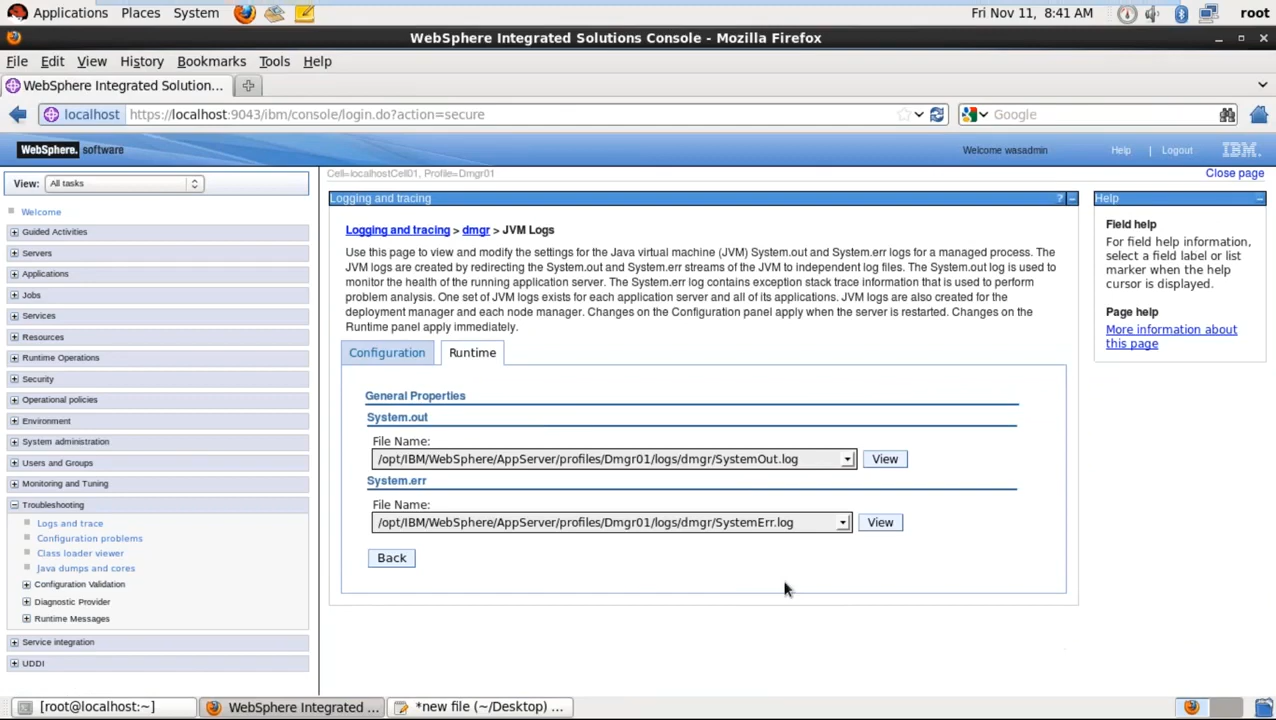 Applications Places System
Fri Nov 11, 8:41 AM
root
WebSphere Integrated Solutions Console - Mozilla Firefox
File Edit View History Bookmarks Tools Help
WebSphere Integrated Solution...
localhost https://localhost:9043/ibm/console/login.do?action=secure
Google
WebSphere. software
Welcome wasadmin
Help | Logout
IBM.
View: All tasks
Welcome
Guided Activities
Servers
Applications
Jobs
Services
Resources
Runtime Operations
Security
Operational policies
Environment
System administration
Users and Groups
Monitoring and Tuning
Troubleshooting
Logs and trace
Configuration problems
Class loader viewer
Java dumps and cores
Configuration Validation
Diagnostic Provider
Runtime Messages
Service integration
UDDI
Cell=localhostCell01, Profile=Dmgr01
Close page
Logging and tracing
? –
Logging and tracing > dmgr > JVM Logs
Use this page to view and modify the settings for the Java virtual machine (JVM) System.out and System.err logs for a managed process. The
JVM logs are created by redirecting the System.out and System.err streams of the JVM to independent log files. The System.out log is used to
monitor the health of the running application server. The System.err log contains exception stack trace information that is used to perform
problem analysis. One set of JVM logs exists for each application server and all of its applications. JVM logs are also created for the
deployment manager and each node manager. Changes on the Configuration panel apply when the server is restarted. Changes on the
Runtime panel apply immediately.
Configuration Runtime
General Properties
System.out
File Name:
/opt/IBM/WebSphere/AppServer/profiles/Dmgr01/logs/dmgr/SystemOut.log View
System.err
File Name:
/opt/IBM/WebSphere/AppServer/profiles/Dmgr01/logs/dmgr/SystemErr.log View
Back
Help
Field help
For field help information,
select a field label or list
marker when the help
cursor is displayed.
Page help
More information about
this page
[root@localhost:~]
WebSphere Integrated ...
*new file (~/Desktop) ...